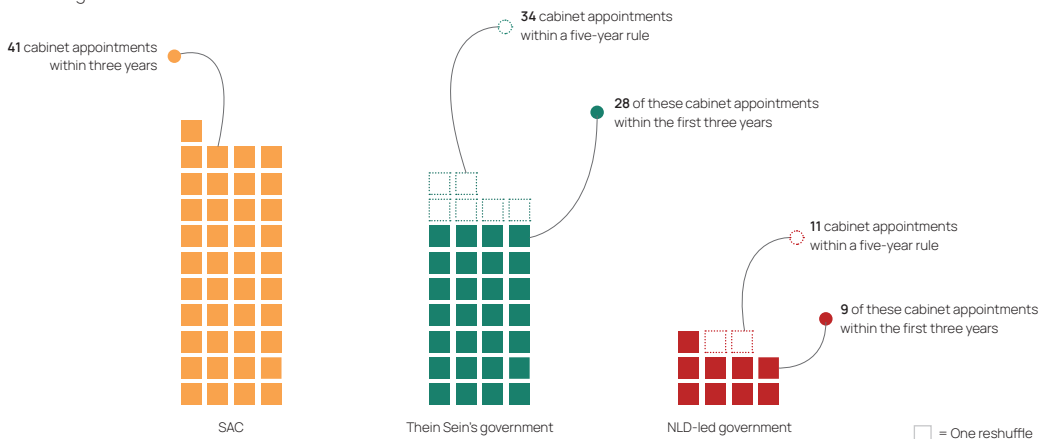 34 cabinet appointments
within a five-year rule
41 cabinet appointments
within three years
28 of these cabinet appointments
within the first three years
11 cabinet appointments
within a five-year rule
9 of these cabinet appointments
within the first three years
SAC
Thein Sein's government
NLD-led government
= One reshuffle